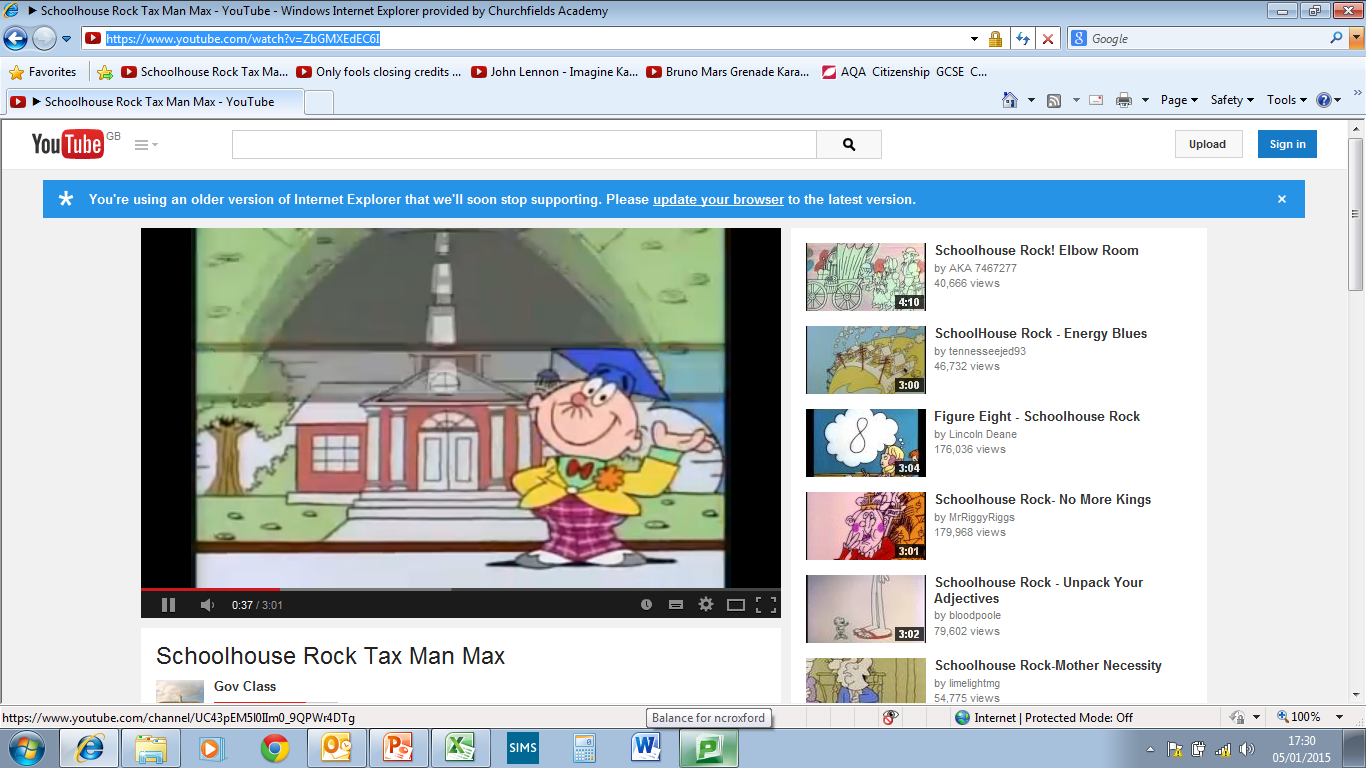 Schoolhouse Rock Tax Man Max - YouTube - Windows Internet Explorer provided by Churchfields Academy
https://www.youtube.com/watch?v=ZbGMXEdEC6I
Google
Favorites
Schoolhouse Rock Tax Ma...
Only fools closing credits ...
John Lennon - Imagine Ka...
Bruno Mars Grenade Kara...
AQA Citizenship GCSE C...
Schoolhouse Rock Tax Man Max - YouTube
Page
Safety
Tools
YouTube GB
Upload
Sign in
You're using an older version of Internet Explorer that we'll soon stop supporting. Please update your browser to the latest version.
Schoolhouse Rock! Elbow Room
by AKA 7467277
40,666 views
4:10
SchoolHouse Rock - Energy Blues
by tennesseejed93
46,732 views
3:00
Figure Eight - Schoolhouse Rock
by Lincoln Deane
176,036 views
8
3:04
Schoolhouse Rock- No More Kings
by MrRiggyRiggs
179,968 views
3:01
Schoolhouse Rock - Unpack Your
Adjectives
by bloodpoole
79,602 views
3:02
Schoolhouse Rock-Mother Necessity
by limelightmg
54,775 views
0:37 / 3:01
Schoolhouse Rock Tax Man Max
Gov Class
https://www.youtube.com/channel/UC43pEM5l0IIm0_9QPWr4DTg
Balance for ncroxford
Internet | Protected Mode: Off
100%
SIMS
17:30
05/01/2015